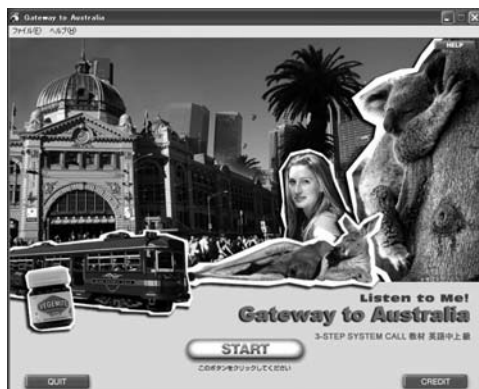 Gateway to Australia
ファイル(F) ヘルプ(H)
HELP
VEGEMITE
Listen to Me!
Gateway to Australia
3-STEP SYSTEM CALL 教材 英語中上級
START
このボタンをクリックしてください
QUIT
CREDIT